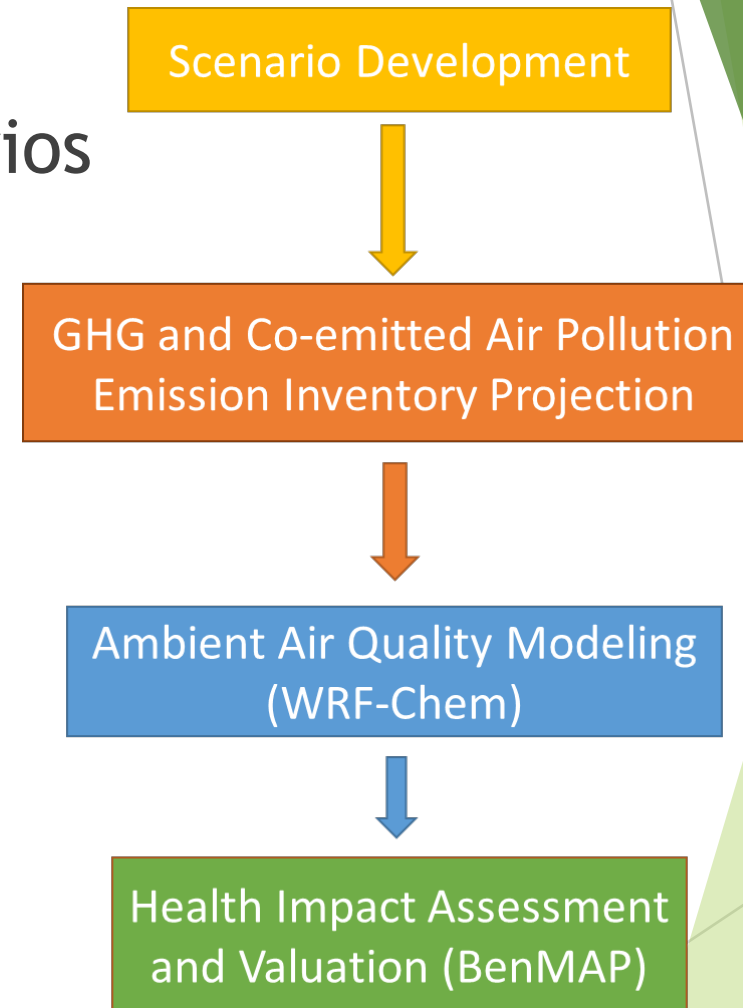 Scenario Development
ios
GHG and Co-emitted Air Pollution
Emission Inventory Projection
Ambient Air Quality Modeling
(WRF-Chem)
Health Impact Assessment
and Valuation (BenMAP)